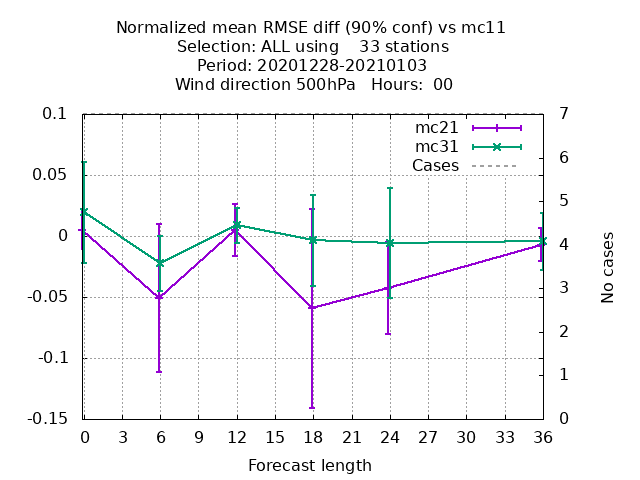 Normalized mean RMSE diff (90% conf) vs mc11
Selection: ALL using    33 stations
Period: 20201228-20210103
Wind direction 500hPa   Hours:  00
0.1
0.05
0
-0.05
-0.1
-0.15
7
6
5
4
3
2
1
0
mc21
mc31
Cases
No cases
0 3 6 9 12 15 18 21 24 27 30 33 36
Forecast length